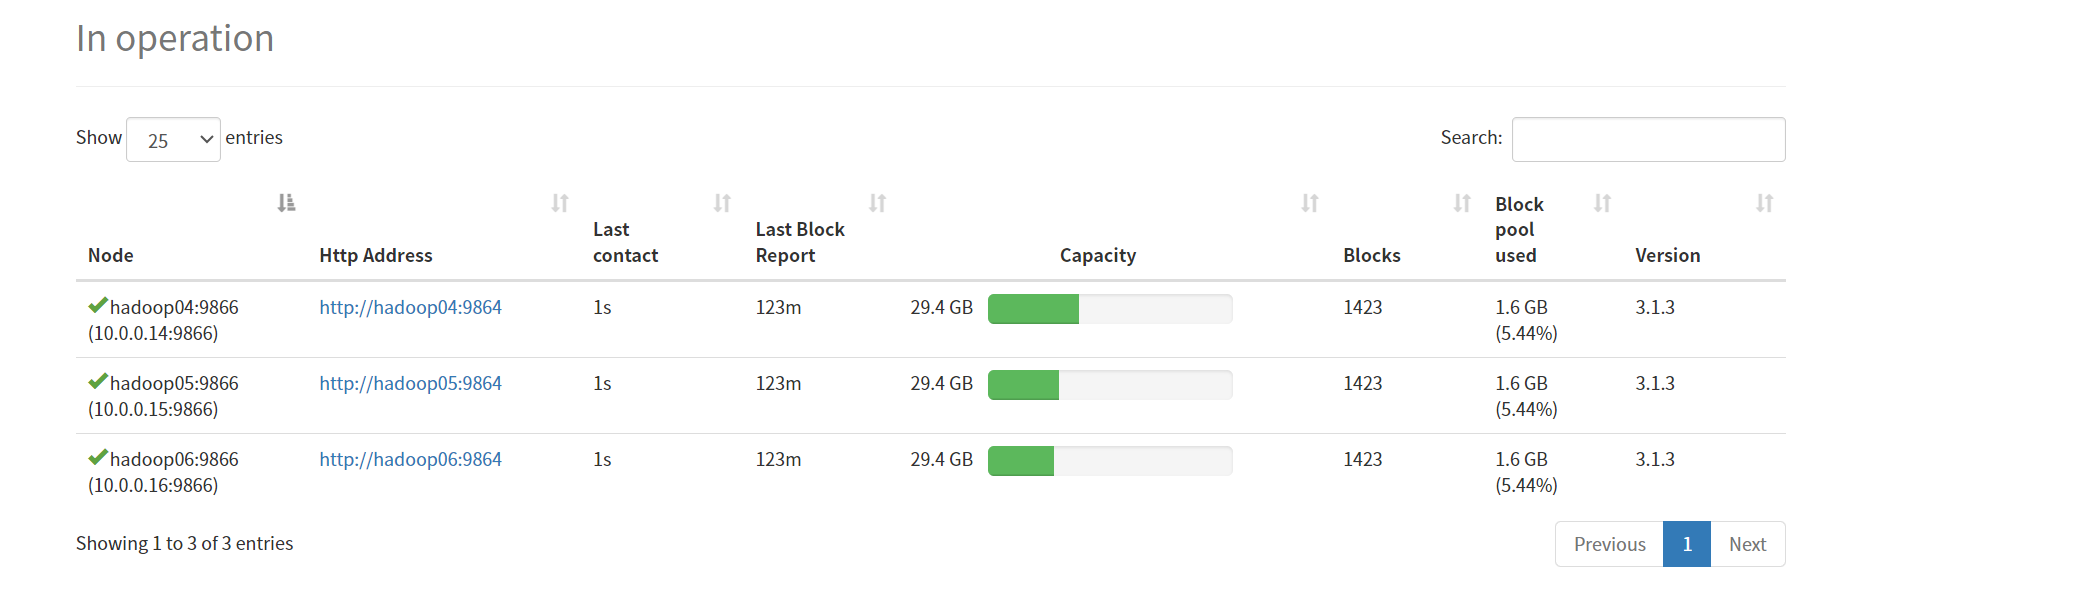 In operation
Show 25 entries
Search:
Node Http Address Last contact Last Block Report Capacity Blocks Block pool used Version
hadoop04:9866 http://hadoop04:9864 1s 123m 29.4 GB 1423 1.6 GB 3.1.3
(10.0.0.14:9866) (5.44%)
hadoop05:9866 http://hadoop05:9864 1s 123m 29.4 GB 1423 1.6 GB 3.1.3
(10.0.0.15:9866) (5.44%)
hadoop06:9866 http://hadoop06:9864 1s 123m 29.4 GB 1423 1.6 GB 3.1.3
(10.0.0.16:9866) (5.44%)
Showing 1 to 3 of 3 entries
Previous 1 Next